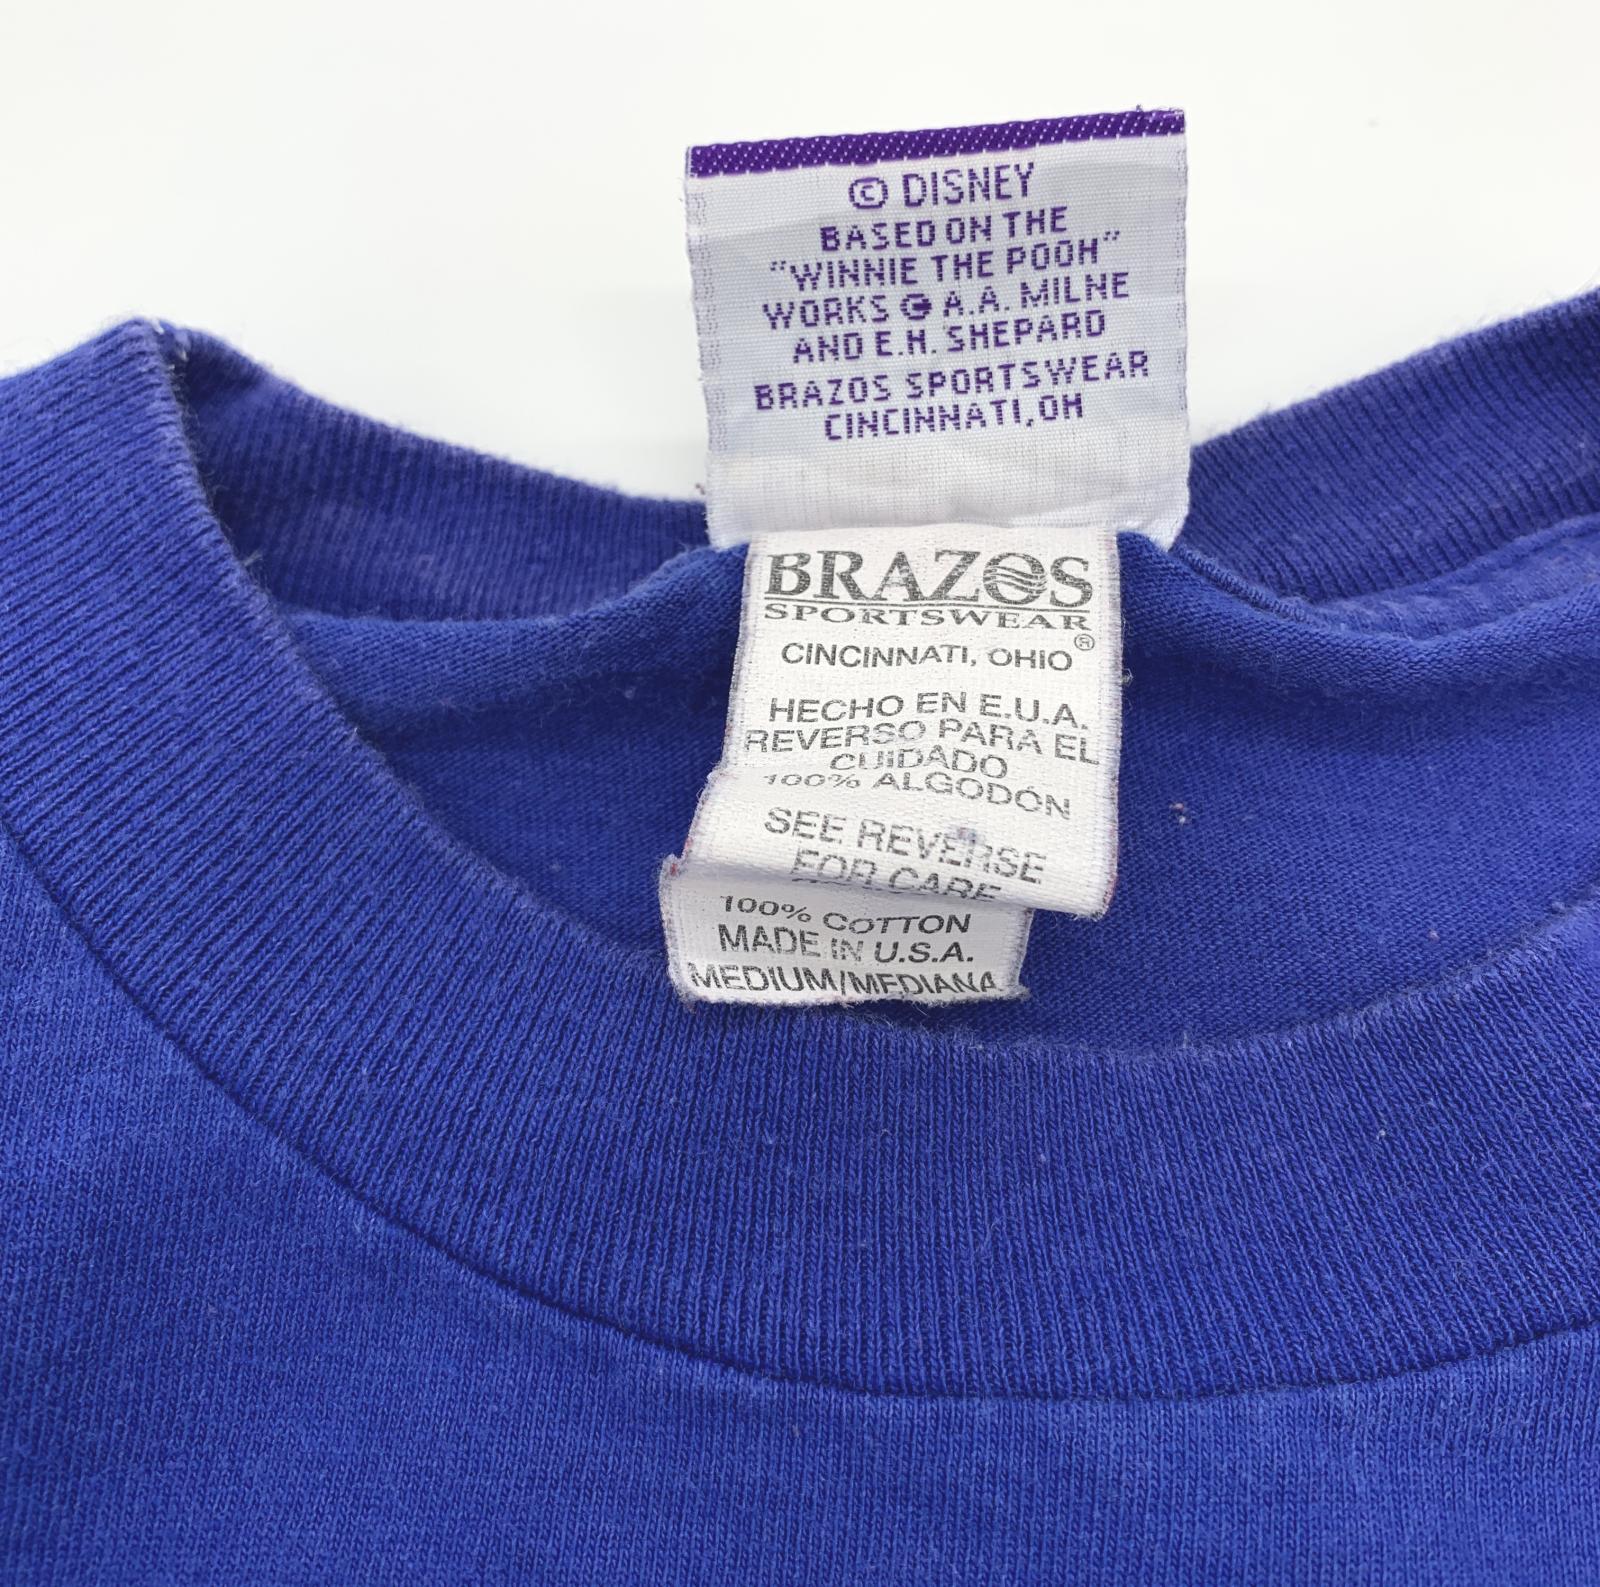 © DISNEY
BASED ON THE
"WINNIE THE POOH"
WORKS © A.A. MILNE
AND E.H. SHEPARD
BRAZOS SPORTSWEAR
CINCINNATI, OH
BRAZOS
SPORTSWEAR®
CINCINNATI, OHIO
HECHO EN E.U.A.
REVERSO PARA EL
CUIDADO
100% ALGODÓN
SEE REVERSE
FOR CARE
100% COTTON
MADE IN U.S.A.
MEDIUM/MEDIANA